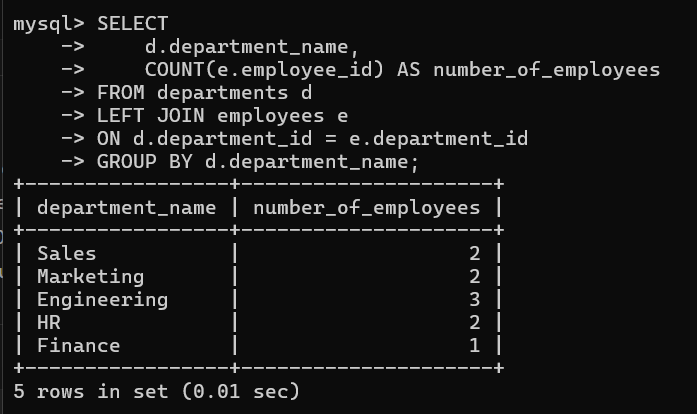 mysql> SELECT
    ->     d.department_name,
    ->     COUNT(e.employee_id) AS number_of_employees
    -> FROM departments d
    -> LEFT JOIN employees e
    -> ON d.department_id = e.department_id
    -> GROUP BY d.department_name;
+-----------------+---------------------+
| department_name | number_of_employees |
+-----------------+---------------------+
| Sales           |                   2 |
| Marketing       |                   2 |
| Engineering     |                   3 |
| HR              |                   2 |
| Finance         |                   1 |
+-----------------+---------------------+
5 rows in set (0.01 sec)